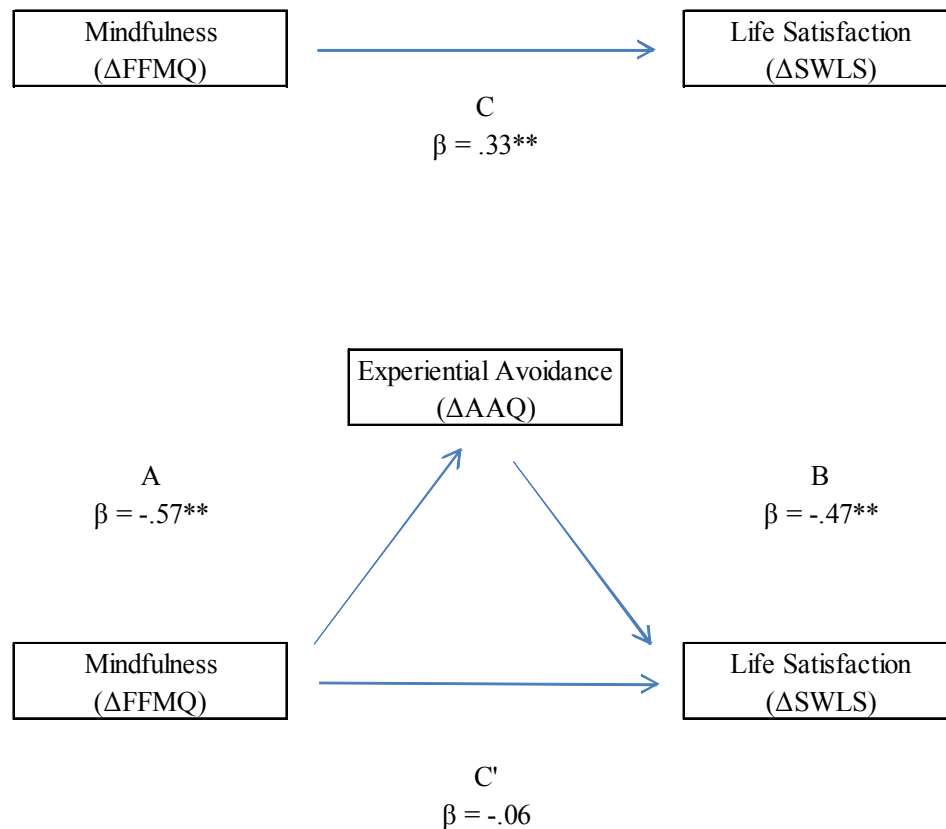 Mindfulness
(ΔFFMQ)
Life Satisfaction
(ΔSWLS)
C
β = .33**
Experiential Avoidance
(ΔAAQ)
A
β = -.57**
B
β = -.47**
Mindfulness
(ΔFFMQ)
Life Satisfaction
(ΔSWLS)
C'
β = -.06